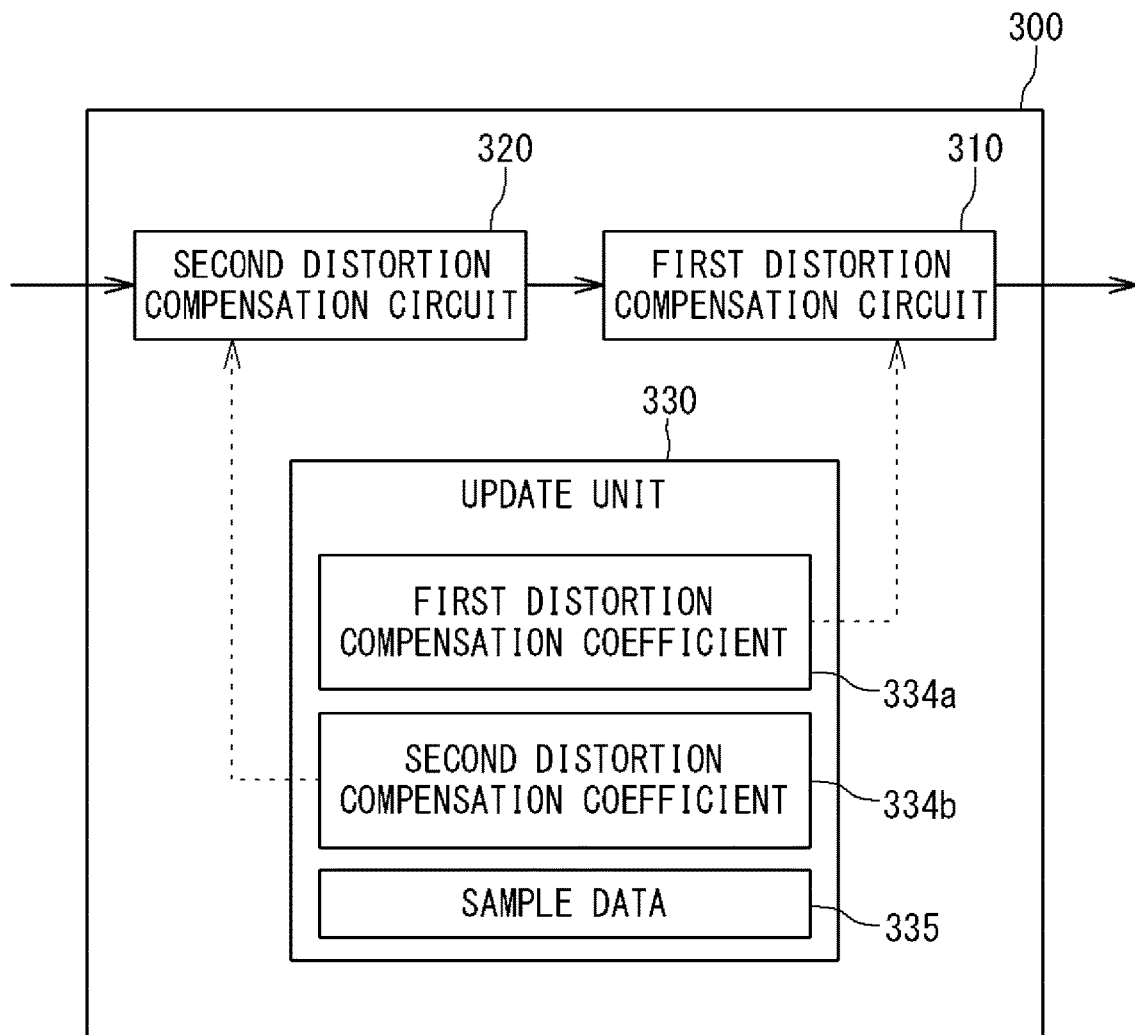 300
320
310
SECOND DISTORTION
COMPENSATION CIRCUIT
FIRST DISTORTION
COMPENSATION CIRCUIT
330
UPDATE UNIT
FIRST DISTORTION
COMPENSATION COEFFICIENT
334a
SECOND DISTORTION
COMPENSATION COEFFICIENT
334b
SAMPLE DATA
335